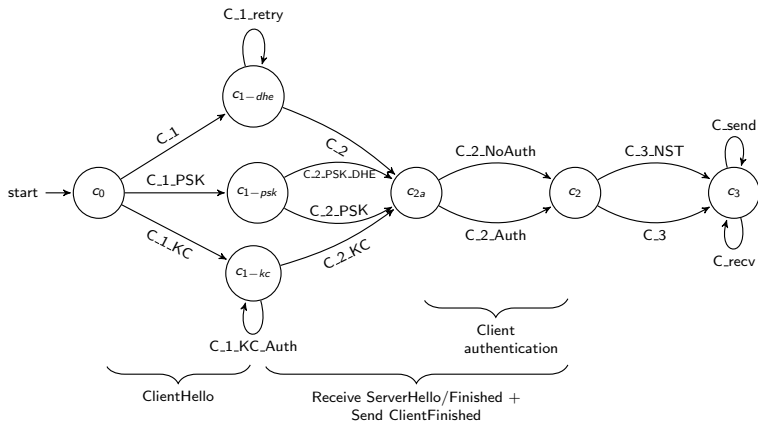 C_1_retry
c1−dhe
C_1
C_2
C_send
C_2_NoAuth
C_3_NST
C_2_PSK_DHE
start
c0
C_1_PSK
c1−psk
c2a
c2
c3
C_2_PSK
C_1_KC
C_2_KC
C_2_Auth
C_3
C_recv
c1−kc
C_1_KC_Auth
Client
authentication
ClientHello
Receive ServerHello/Finished +
Send ClientFinished